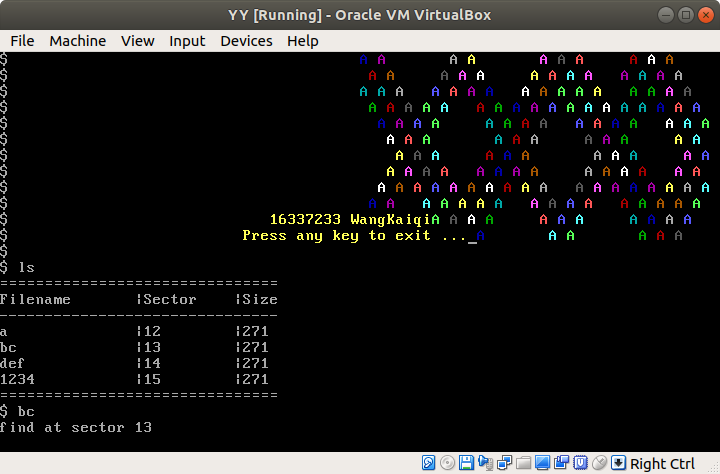 YY [Running] - Oracle VM VirtualBox
File Machine View Input Devices Help
$ A A A A A A A A A A
$ A A A A A A A A A A A A A
$ A A A A A A A A A A A A A A A A
$ A A A A A A A A A A A A A A A A A A
$ A A A A A A A A A A A A A A A
$ A A A A A A A A A A A
$ A A A A A A A A A A A
$ A A A A A A A A A A A A A A
$ A A A A A A A A A A A A A A A A A A
$ A A A A A A A A A A A A A A A A
$ 16337233 WangKaiqiA A A A A A A A A A A
$ Press any key to exit ..._A A A A A A
$
$ ls
===============================
Filename |Sector |Size
-------------------------------
a |12 |271
bc |13 |271
def |14 |271
1234 |15 |271
===============================
$ bc
find at sector 13
Right Ctrl